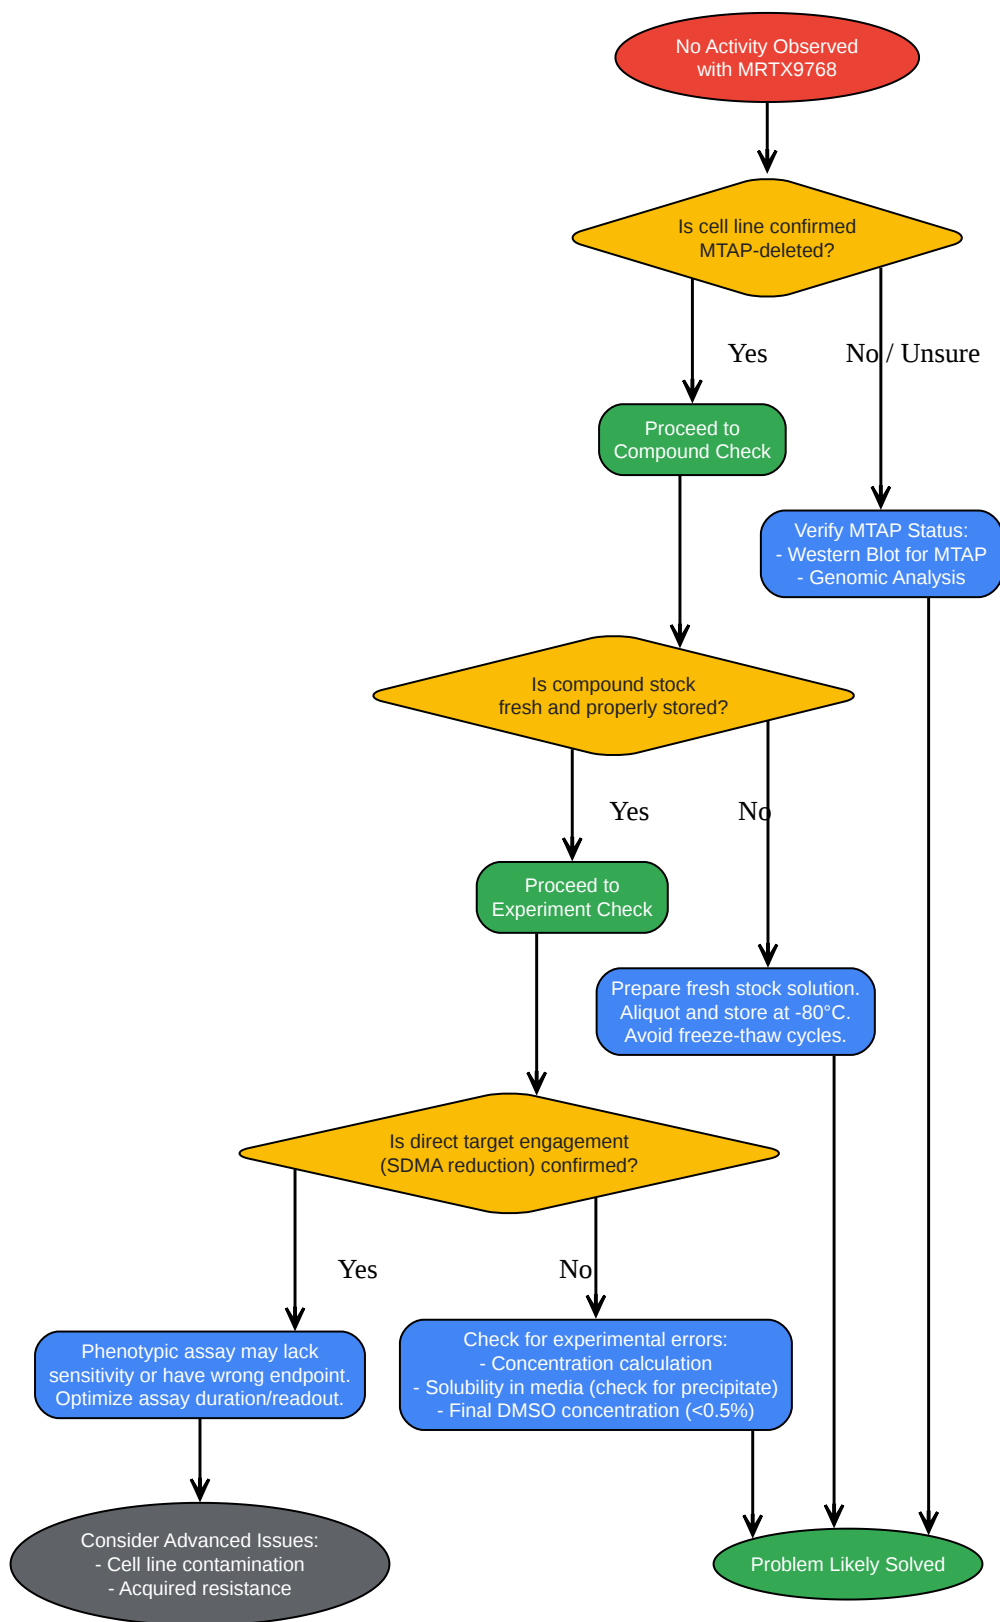 No Activity Observed
with MRTX9768
Is cell line confirmed
MTAP-deleted?
Yes
No / Unsure
Proceed to
Compound Check
Verify MTAP Status:
- Western Blot for MTAP
- Genomic Analysis
Is compound stock
fresh and properly stored?
Yes
No
Proceed to
Experiment Check
Prepare fresh stock solution.
Aliquot and store at -80°C.
Avoid freeze-thaw cycles.
Is direct target engagement
(SDMA reduction) confirmed?
Yes
No
Phenotypic assay may lack
sensitivity or have wrong endpoint.
Optimize assay duration/readout.
Check for experimental errors:
- Concentration calculation
- Solubility in media (check for precipitate)
- Final DMSO concentration (<0.5%)
Consider Advanced Issues:
- Cell line contamination
- Acquired resistance
Problem Likely Solved